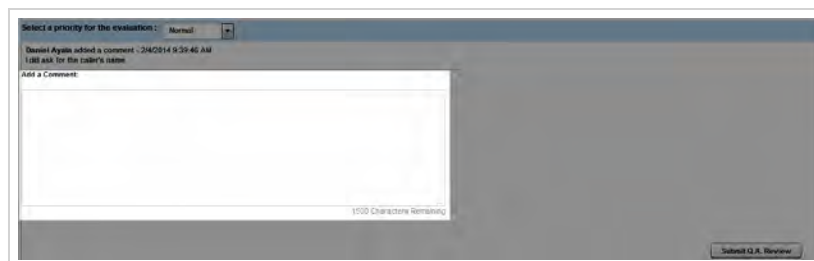 Select a priority for the evaluation : Normal
Daniel Ayala added a comment - 2/4/2014 9:39:46 AM
I did ask for the caller's name
Add a Comment:
1500 Characters Remaining
Submit Q.A. Review